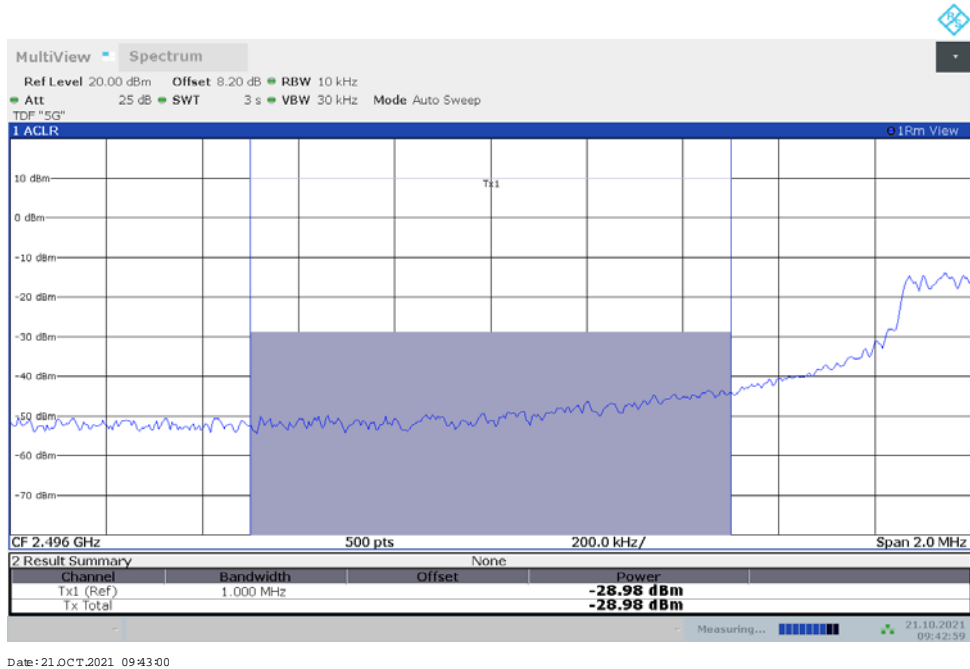 R S
MultiView Spectrum
Ref Level 20.00 dBm Offset 8.20 dB RBW 10 kHz
Att 25 dB SWT 3 s VBW 30 kHz Mode Auto Sweep
TDF "5G"
1 ACLR 1Rm View
10 dBm
Tx1
0 dBm
-10 dBm
-20 dBm
-30 dBm
-40 dBm
-50 dBm
-60 dBm
-70 dBm
CF 2.496 GHz 500 pts 200.0 kHz/ Span 2.0 MHz
2 Result Summary None
Channel Bandwidth Offset Power
Tx1 (Ref) 1.000 MHz -28.98 dBm
Tx Total -28.98 dBm
Measuring... 21.10.2021
09:42:59
Date: 21.OCT.2021 09:43:00